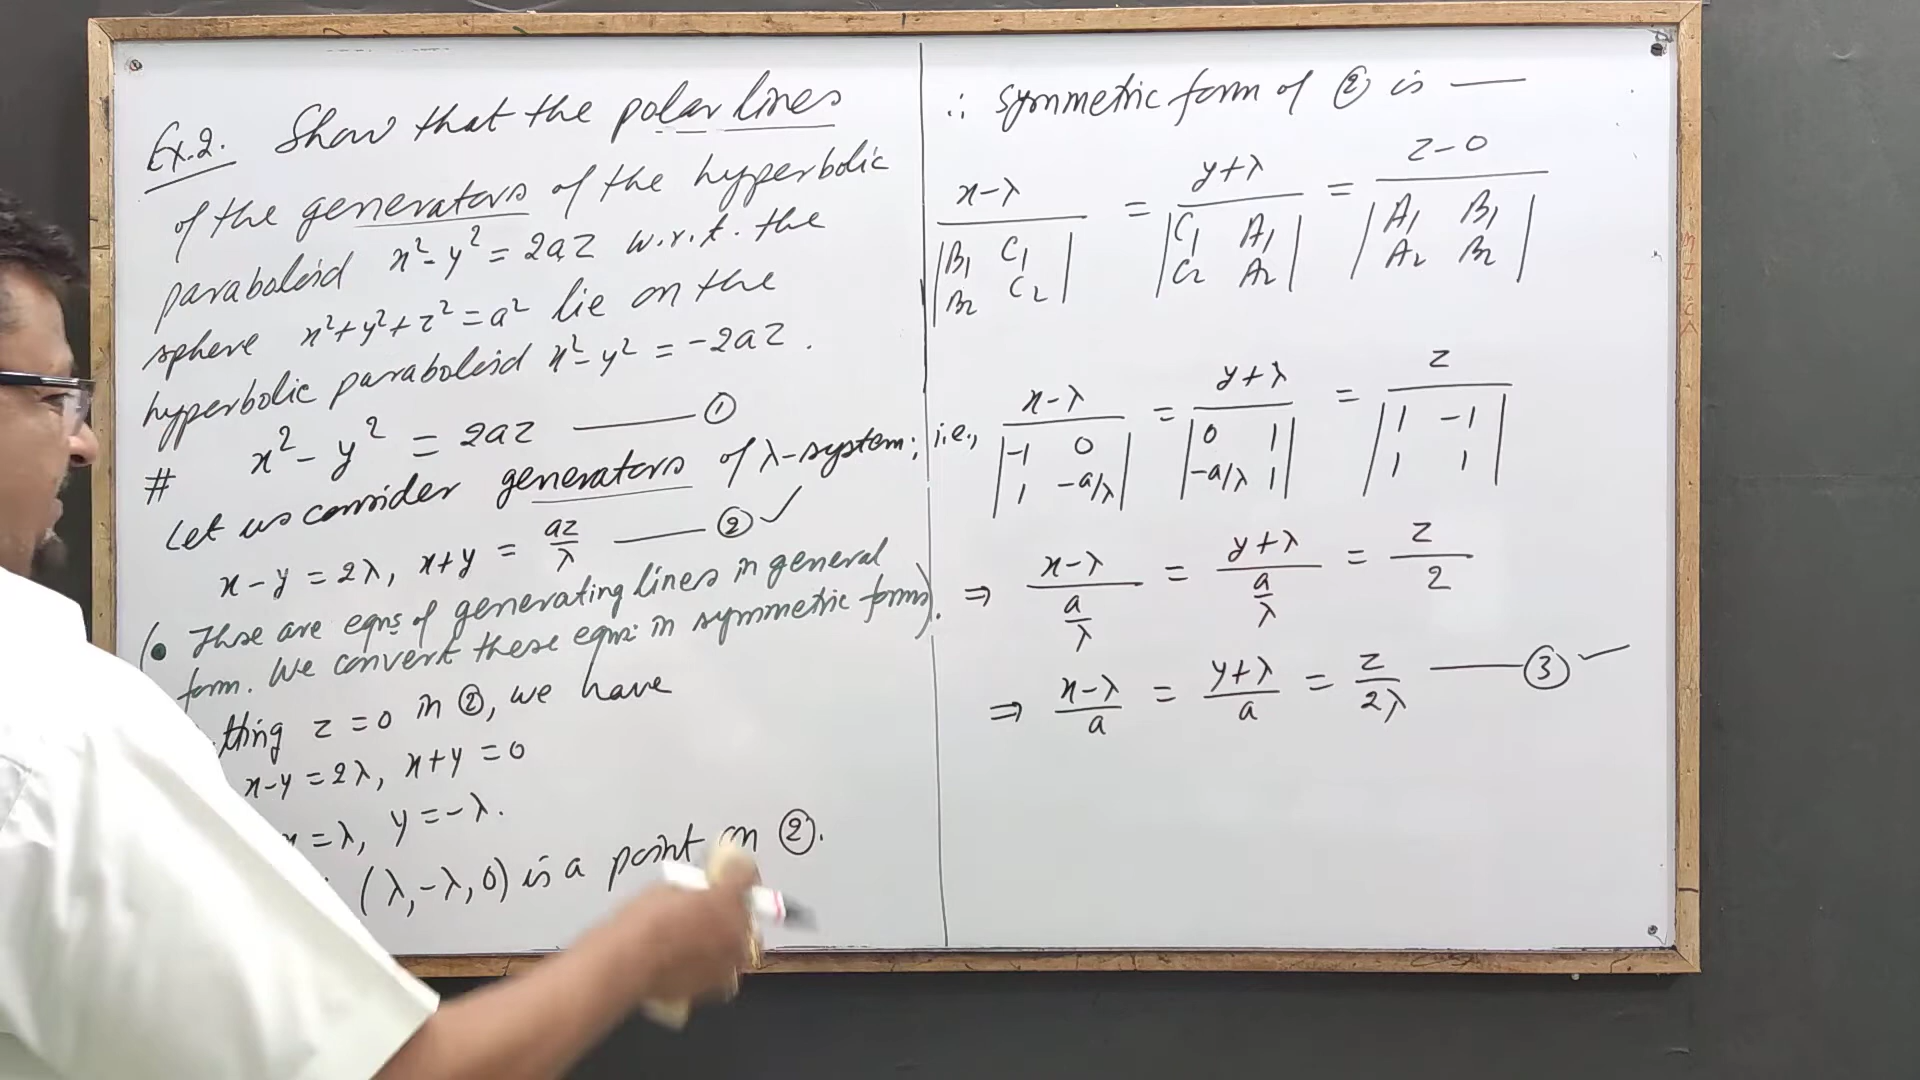 Ex.2. Show that the polar lines
of the generators of the hyperbolic
paraboloid x² - y² = 2az w.r.t. the
sphere x² + y² + z² = a² lie on the
hyperbolic paraboloid x² - y² = -2az.
# x² - y² = 2az —— ①
Let us consider generators of λ-system;
x - y = 2λ, x + y = az/λ —— ② ✓
(• These are eqns of generating lines in general
form. We convert these eqns: in symmetric forms).
z = 0 in ②, we have
x - y = 2λ, x + y = 0
= λ, y = -λ.
(λ, -λ, 0) is a point on ②.
∴ Symmetric form of ② is —
(x-λ)/|B₁ C₁; B₂ C₂| = (y+λ)/|C₁ A₁; C₂ A₂| = (z-0)/|A₁ B₁; A₂ B₂|
i.e., (x-λ)/|-1 0; 1 -a/λ| = (y+λ)/|0 1; -a/λ 1| = z/|1 -1; 1 1|
⇒ (x-λ)/(a/λ) = (y+λ)/(a/λ) = z/2
⇒ (x-λ)/a = (y+λ)/a = z/2λ —— ③ ✓